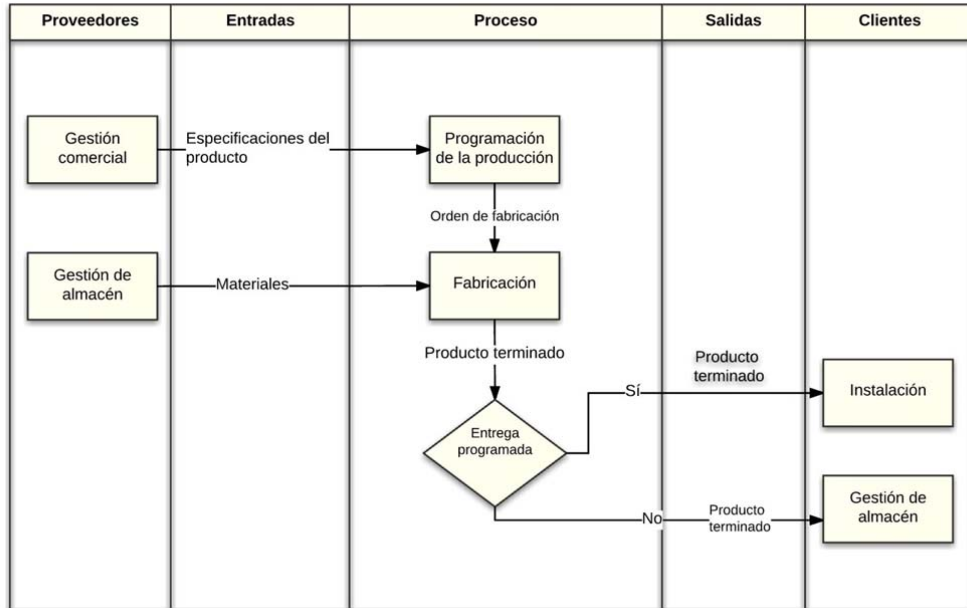 Proveedores
Entradas
Proceso
Salidas
Clientes
Gestión
comercial
Especificaciones del
producto
Programación
de la producción
Orden de fabricación
Gestión de
almacén
Materiales
Fabricación
Producto terminado
Producto
terminado
Sí
Instalación
Entrega
programada
No
Producto
terminado
Gestión de
almacén